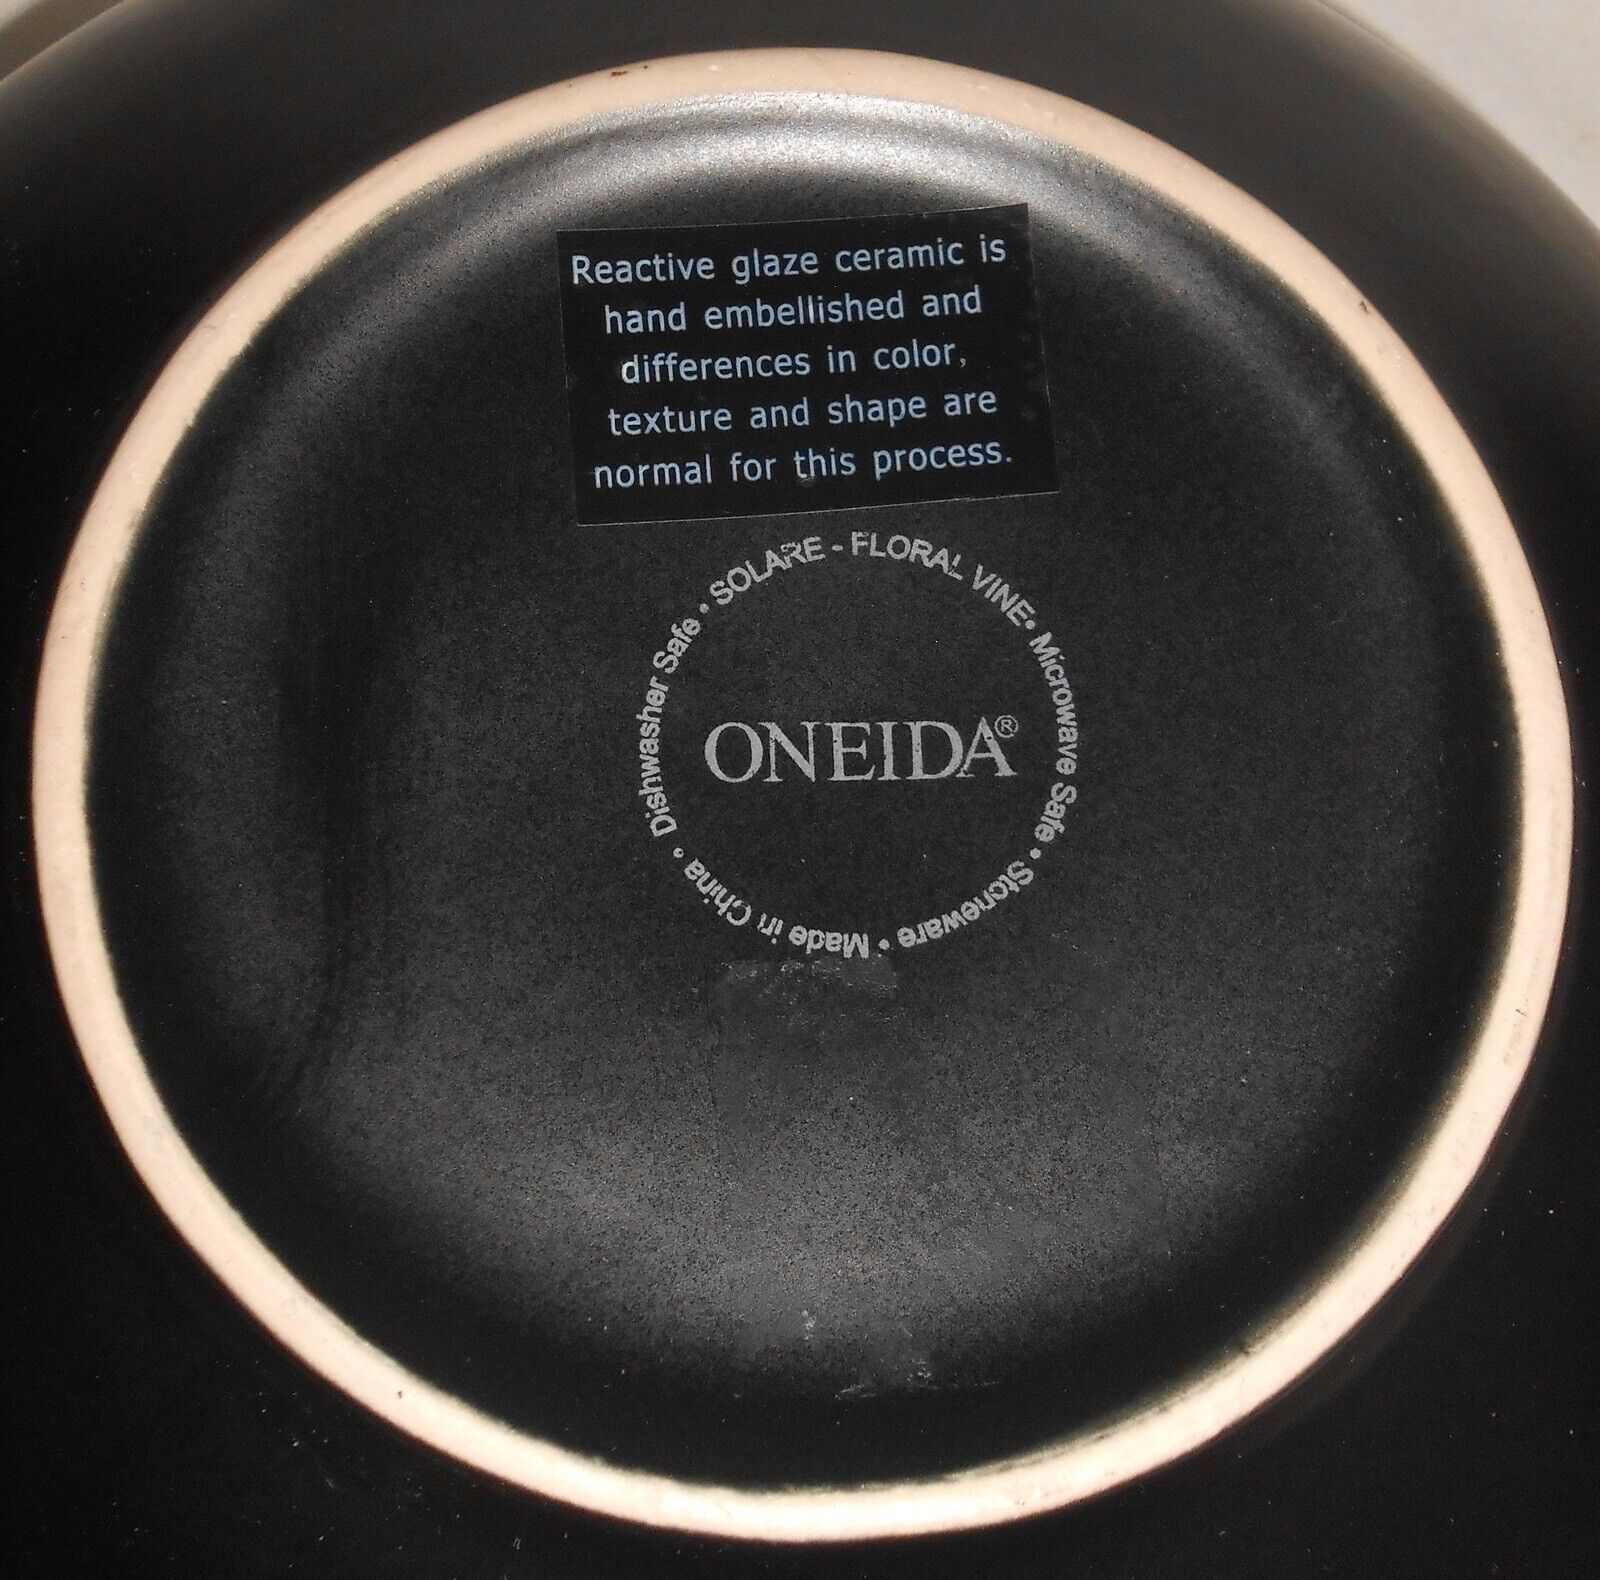 Reactive glaze ceramic is
hand embellished and
differences in color,
texture and shape are
normal for this process.
• SOLARE - FLORAL VINE • Microwave Safe • Stoneware • Made in China • Dishwasher Safe
ONEIDA®